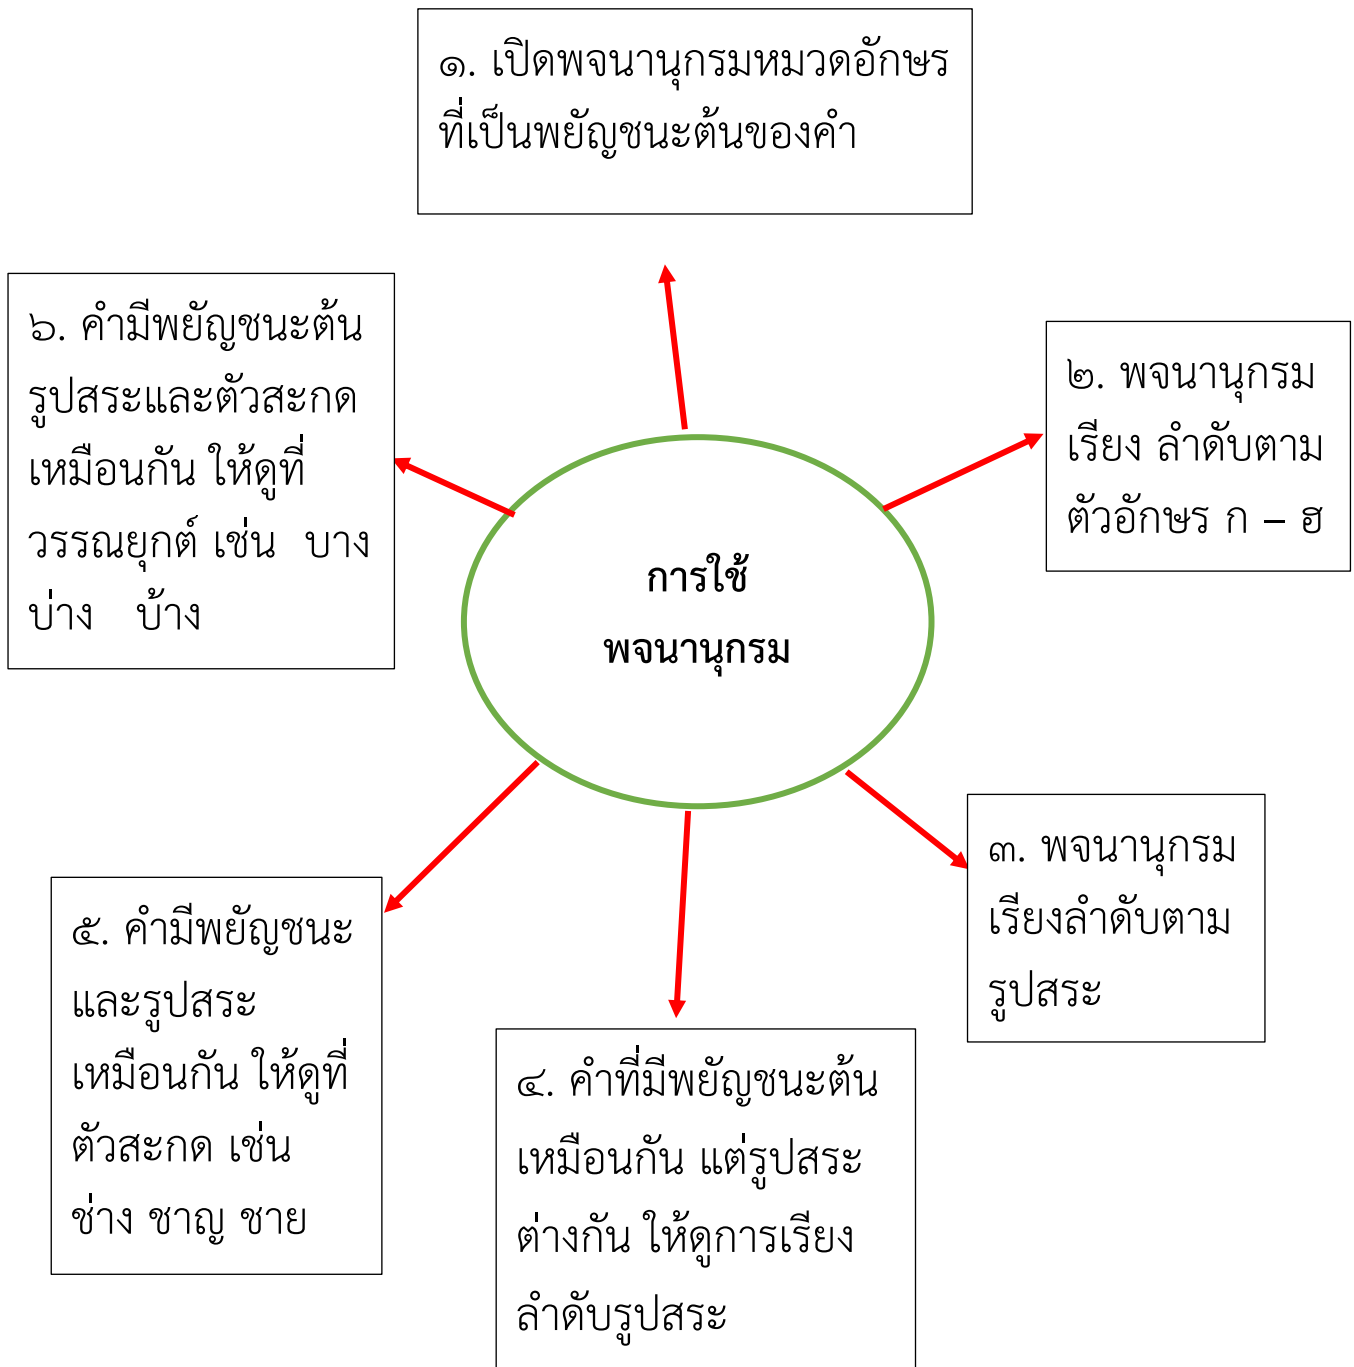 ๑. เปิดพจนานุกรมหมวดอักษร
ที่เป็นพยัญชนะต้นของคำ
๒. พจนานุกรม
เรียง ลำดับตาม
ตัวอักษร ก – ฮ
๓. พจนานุกรม
เรียงลำดับตาม
รูปสระ
๔. คำที่มีพยัญชนะต้น
เหมือนกัน แต่รูปสระ
ต่างกัน ให้ดูการเรียง
ลำดับรูปสระ
๕. คำมีพยัญชนะ
และรูปสระ
เหมือนกัน ให้ดูที่
ตัวสะกด เช่น
ช่าง ชาญ ชาย
๖. คำมีพยัญชนะต้น
รูปสระและตัวสะกด
เหมือนกัน ให้ดูที่
วรรณยุกต์ เช่น  บาง
บ่าง   บ้าง
การใช้
พจนานุกรม